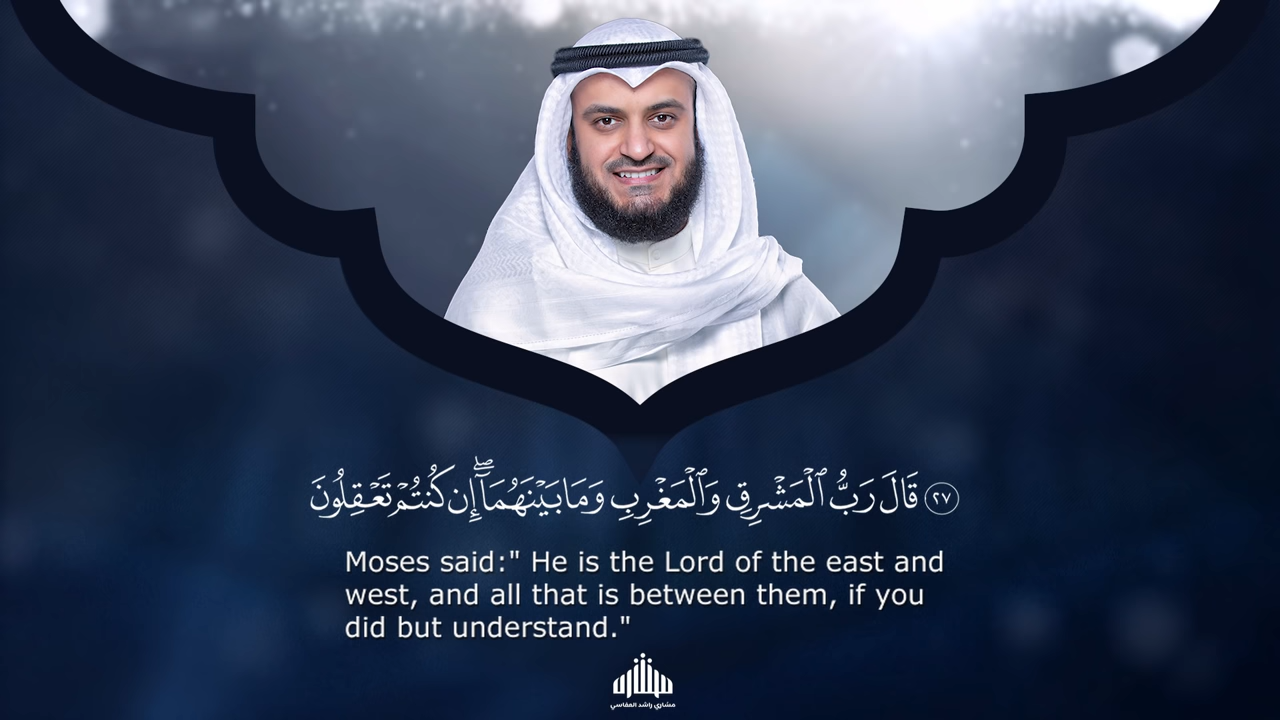 ٢٧ قَالَ رَبُّ ٱلْمَشْرِقِ وَٱلْمَغْرِبِ وَمَا بَيْنَهُمَآ ۖ إِن كُنتُمْ تَعْقِلُونَ
Moses said:" He is the Lord of the east and
west, and all that is between them, if you
did but understand."
مشاري راشد العفاسي